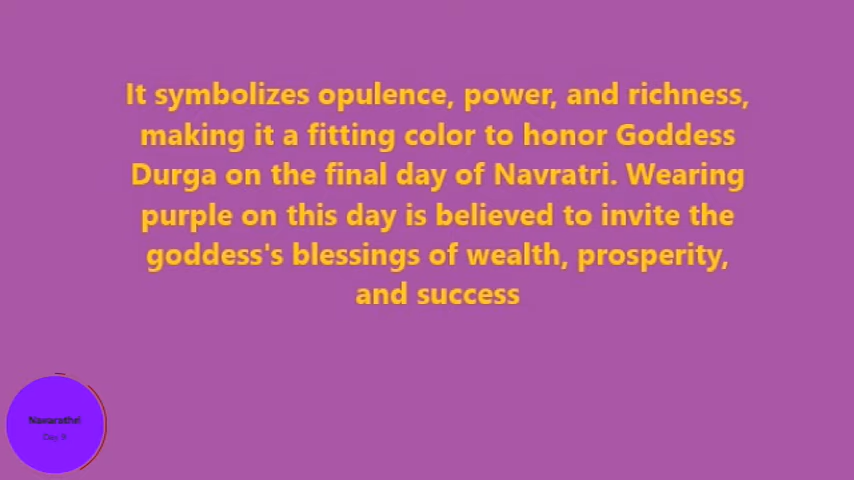 It symbolizes opulence, power, and richness,
making it a fitting color to honor Goddess
Durga on the final day of Navratri. Wearing
purple on this day is believed to invite the
goddess's blessings of wealth, prosperity,
and success
Navarathri
Day 9